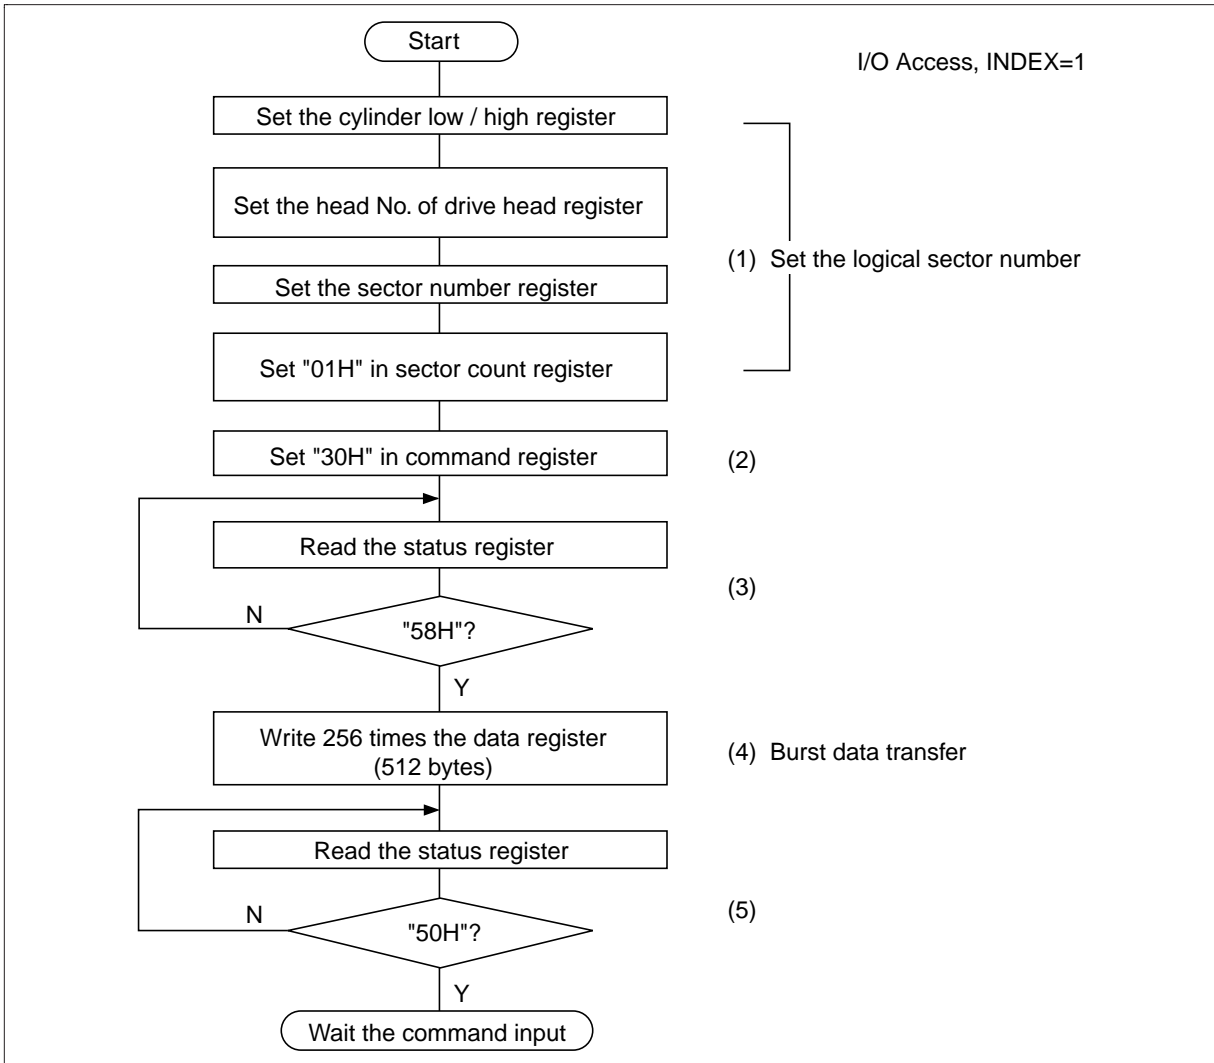 Start
I/O Access, INDEX=1
Set the cylinder low / high register
Set the head No. of drive head register
(1) Set the logical sector number
Set the sector number register
Set "01H" in sector count register
Set "30H" in command register
(2)
Read the status register
(3)
N
"58H"?
Y
Write 256 times the data register
(512 bytes)
(4) Burst data transfer
Read the status register
N
(5)
"50H"?
Y
Wait the command input